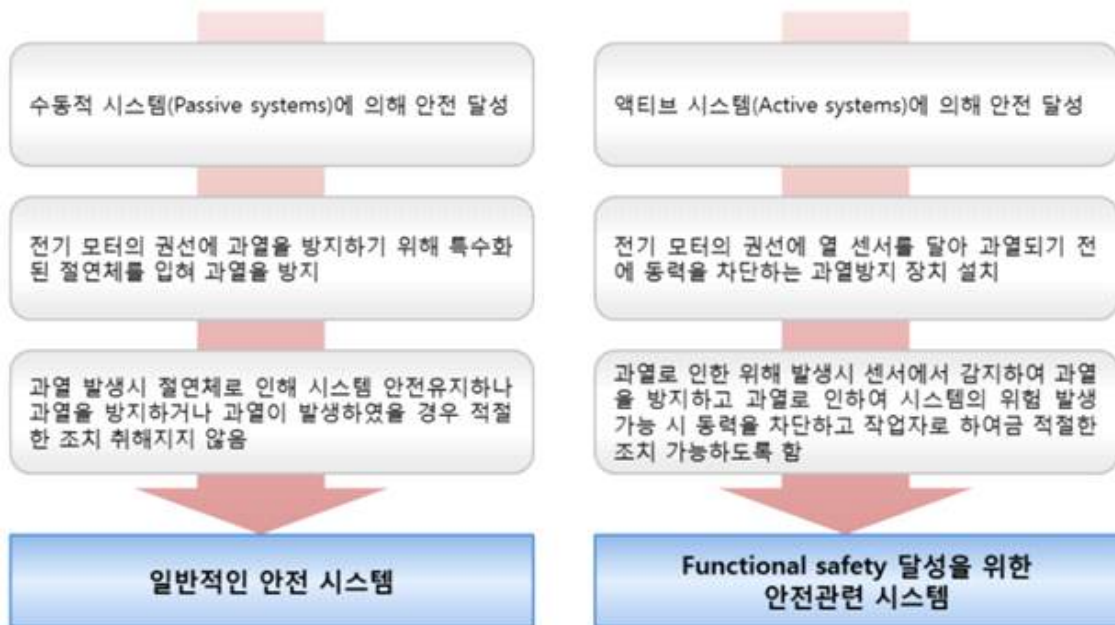 수동적 시스템(Passive systems)에 의해 안전 달성
전기 모터의 권선에 과열을 방지하기 위해 특수화
된 절연체를 입혀 과열을 방지
과열 발생시 절연체로 인해 시스템 안전유지하나
과열을 방지하거나 과열이 발생하였을 경우 적절
한 조치 취해지지 않음
일반적인 안전 시스템
액티브 시스템(Active systems)에 의해 안전 달성
전기 모터의 권선에 열 센서를 달아 과열되기 전
에 동력을 차단하는 과열방지 장치 설치
과열로 인한 위해 발생시 센서에서 감지하여 과열
을 방지하고 과열로 인하여 시스템의 위험 발생
가능 시 동력을 차단하고 작업자로 하여금 적절한
조치 가능하도록 함
Functional safety 달성을 위한
안전관련 시스템